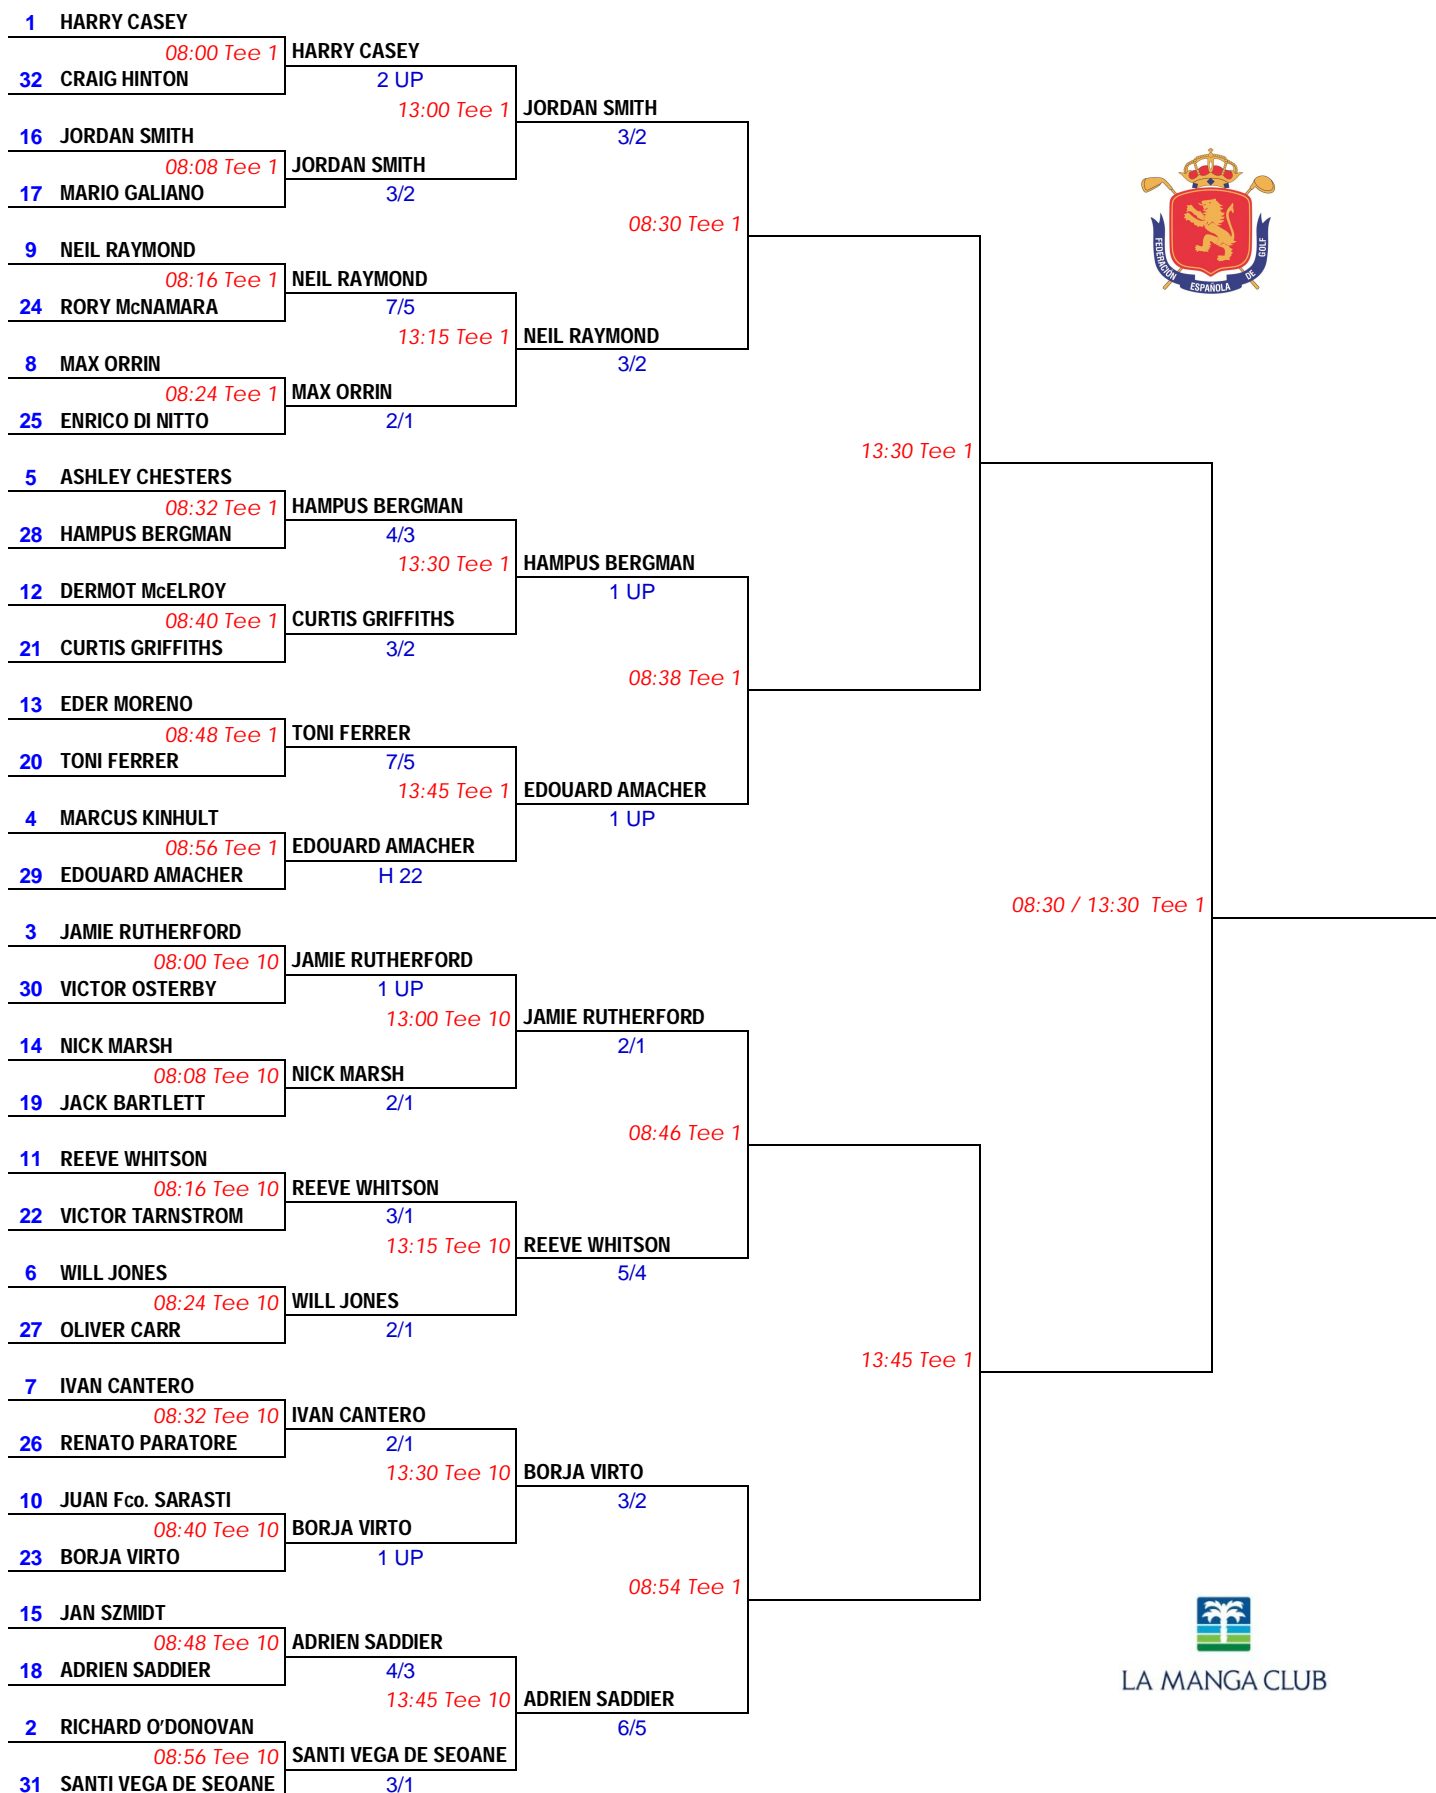 1 HARRY CASEY
08:00 Tee 1 HARRY CASEY
32 CRAIG HINTON 2 UP
13:00 Tee 1 JORDAN SMITH
16 JORDAN SMITH 3/2
08:08 Tee 1 JORDAN SMITH
17 MARIO GALIANO 3/2
08:30 Tee 1
9 NEIL RAYMOND
08:16 Tee 1 NEIL RAYMOND
24 RORY McNAMARA 7/5
13:15 Tee 1 NEIL RAYMOND
8 MAX ORRIN 3/2
08:24 Tee 1 MAX ORRIN
25 ENRICO DI NITTO 2/1
13:30 Tee 1
5 ASHLEY CHESTERS
08:32 Tee 1 HAMPUS BERGMAN
28 HAMPUS BERGMAN 4/3
13:30 Tee 1 HAMPUS BERGMAN
12 DERMOT McELROY 1 UP
08:40 Tee 1 CURTIS GRIFFITHS
21 CURTIS GRIFFITHS 3/2
08:38 Tee 1
13 EDER MORENO
08:48 Tee 1 TONI FERRER
20 TONI FERRER 7/5
13:45 Tee 1 EDOUARD AMACHER
4 MARCUS KINHULT 1 UP
08:56 Tee 1 EDOUARD AMACHER
29 EDOUARD AMACHER H 22
08:30 / 13:30 Tee 1
3 JAMIE RUTHERFORD
08:00 Tee 10 JAMIE RUTHERFORD
30 VICTOR OSTERBY 1 UP
13:00 Tee 10 JAMIE RUTHERFORD
14 NICK MARSH 2/1
08:08 Tee 10 NICK MARSH
19 JACK BARTLETT 2/1
08:46 Tee 1
11 REEVE WHITSON
08:16 Tee 10 REEVE WHITSON
22 VICTOR TARNSTROM 3/1
13:15 Tee 10 REEVE WHITSON
6 WILL JONES 5/4
08:24 Tee 10 WILL JONES
27 OLIVER CARR 2/1
13:45 Tee 1
7 IVAN CANTERO
08:32 Tee 10 IVAN CANTERO
26 RENATO PARATORE 2/1
13:30 Tee 10 BORJA VIRTO
10 JUAN Fco. SARASTI 3/2
08:40 Tee 10 BORJA VIRTO
23 BORJA VIRTO 1 UP
08:54 Tee 1
15 JAN SZMIDT
08:48 Tee 10 ADRIEN SADDIER
18 ADRIEN SADDIER 4/3
13:45 Tee 10 ADRIEN SADDIER
2 RICHARD O'DONOVAN 6/5
08:56 Tee 10 SANTI VEGA DE SEOANE
31 SANTI VEGA DE SEOANE 3/1
FEDERACIÓN ESPAÑOLA DE GOLF
LA MANGA CLUB